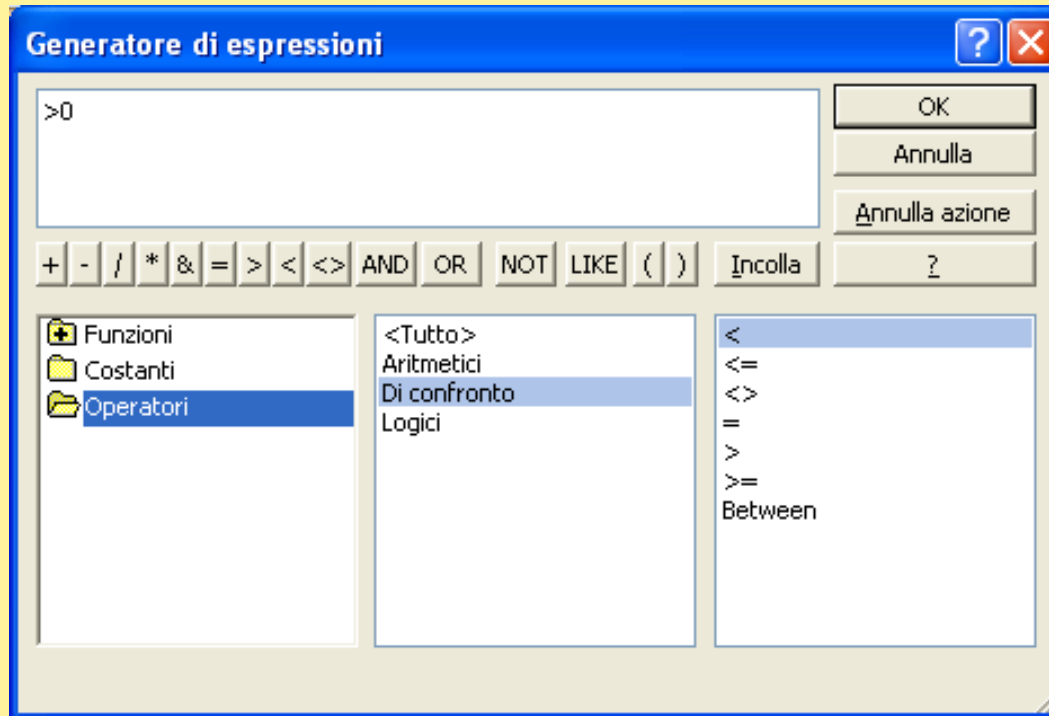 Generatore di espressioni
?
>0
OK
Annulla
Annulla azione
+ - / * & = > < <> AND OR NOT LIKE ( ) Incolla ?
Funzioni
Costanti
Operatori
<Tutto>
Aritmetici
Di confronto
Logici
<
<=
<>
=
>
>=
Between